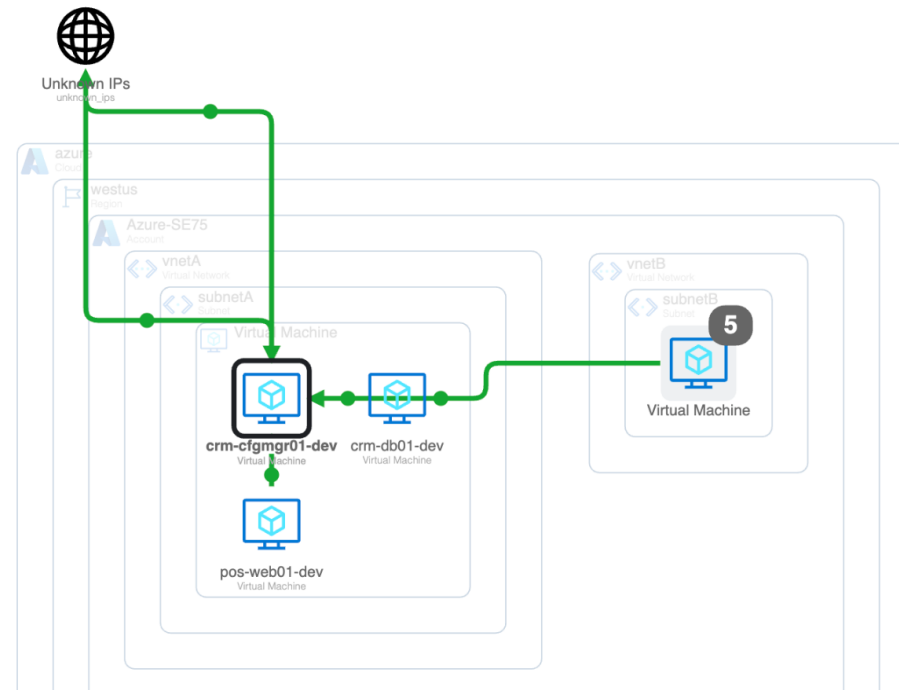 Unknown IPs
unknown_ips
azure
Cloud
westus
Region
Azure-SE75
Account
vnetA
Virtual Network
subnetA
Subnet
Virtual Machine
crm-cfgmgr01-dev
Virtual Machine
crm-db01-dev
Virtual Machine
pos-web01-dev
Virtual Machine
vnetB
Virtual Network
subnetB
Subnet
5
Virtual Machine